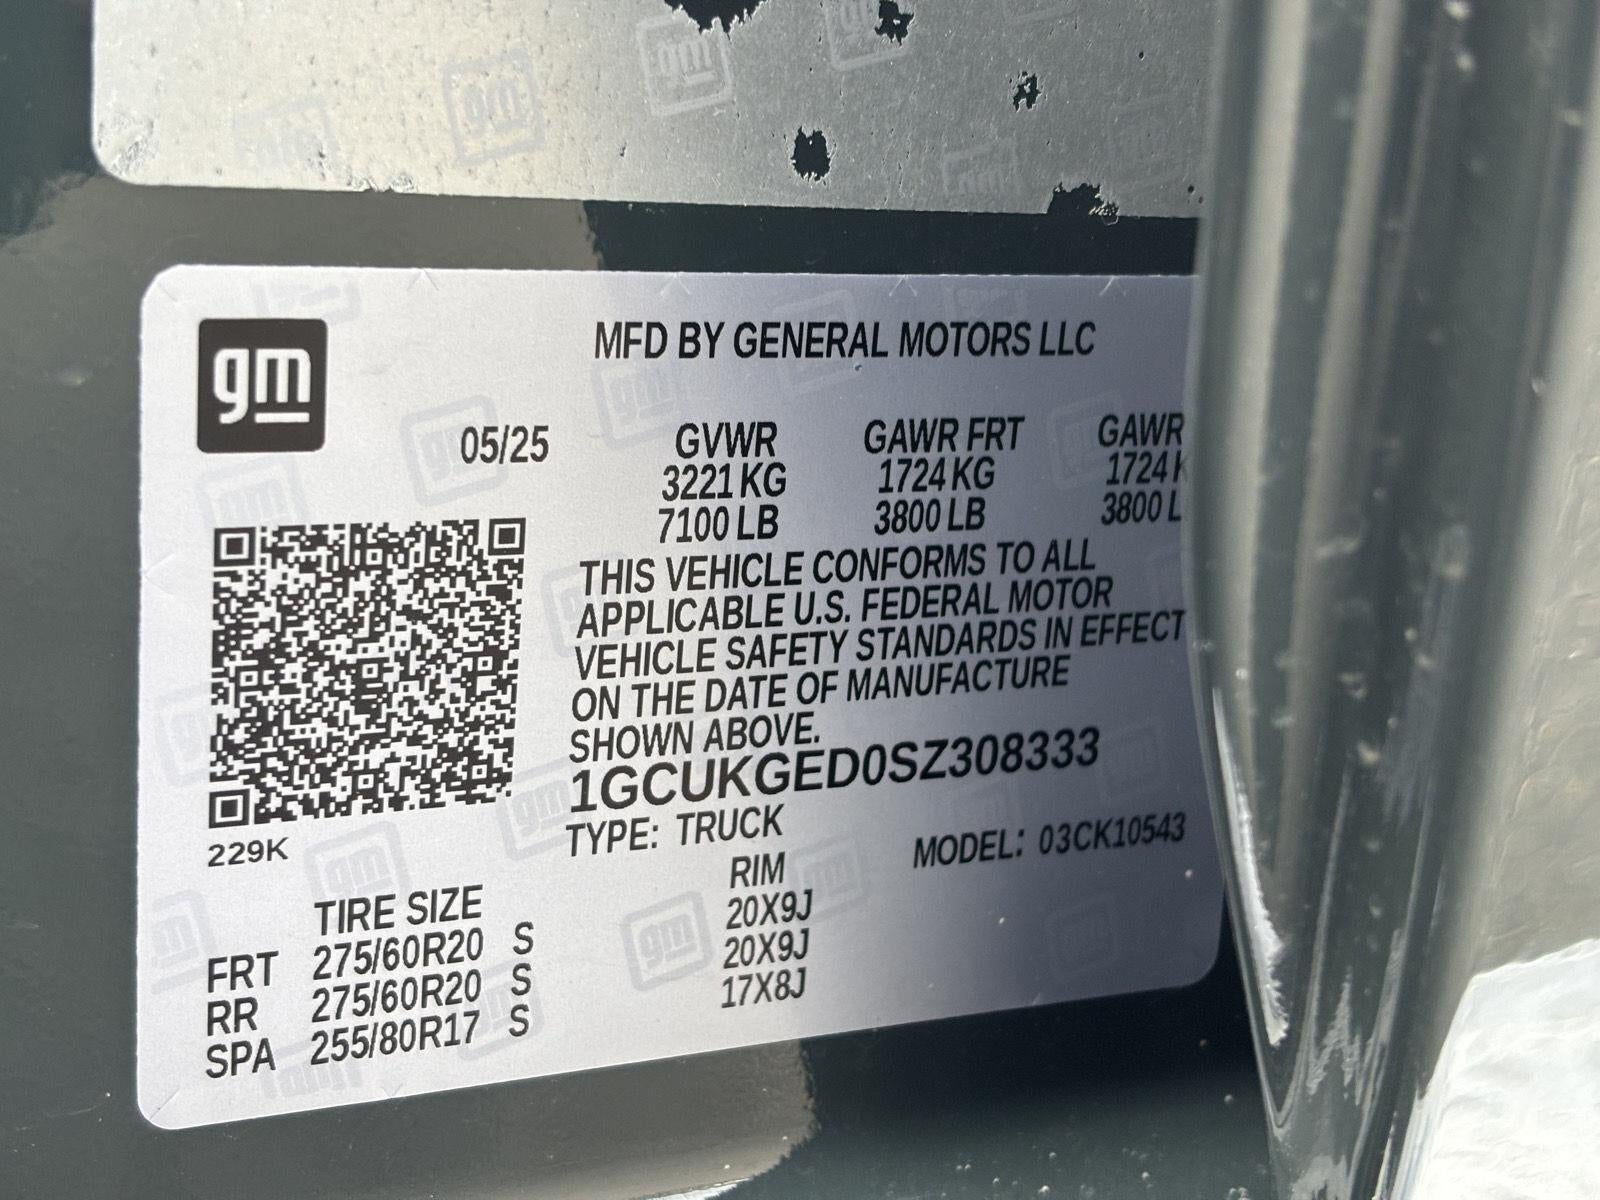 gm
MFD BY GENERAL MOTORS LLC
05/25 GVWR GAWR FRT GAWR
3221 KG 1724 KG 1724 K
7100 LB 3800 LB 3800 L
THIS VEHICLE CONFORMS TO ALL
APPLICABLE U.S. FEDERAL MOTOR
VEHICLE SAFETY STANDARDS IN EFFECT
ON THE DATE OF MANUFACTURE
SHOWN ABOVE.
1GCUKGED0SZ308333
TYPE: TRUCK MODEL: 03CK10543
229K
TIRE SIZE RIM
FRT 275/60R20 S 20X9J
RR 275/60R20 S 20X9J
SPA 255/80R17 S 17X8J